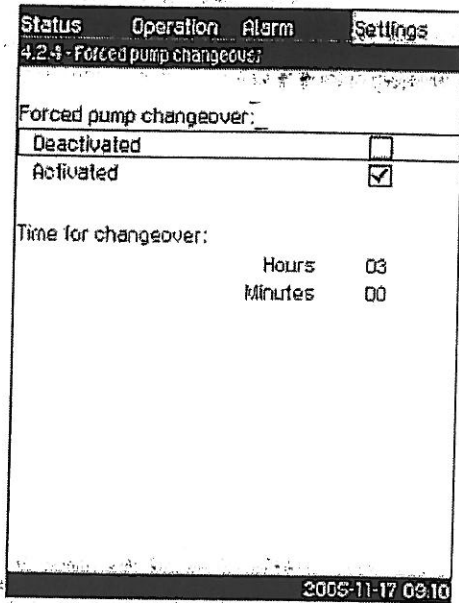 Status Operation Alarm Settings
4.2.4 - Forced pump changeover
Forced pump changeover:
Deactivated
Activated
Time for changeover:
Hours 03
Minutes 00
2005-11-17 09:10